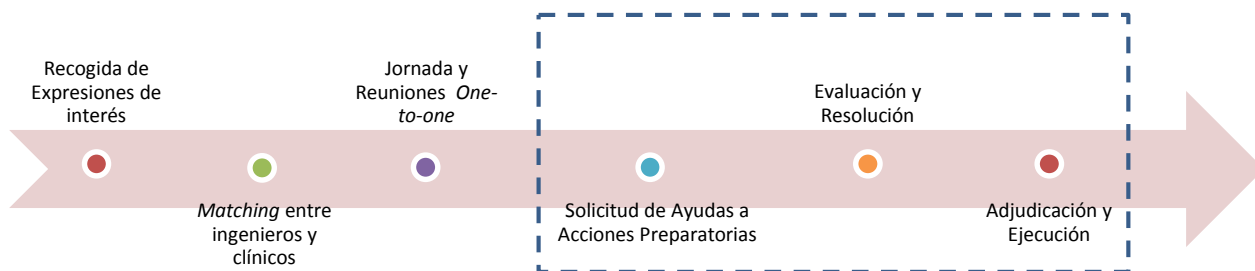 Recogida de
Expresiones de
interés
Matching entre
ingenieros y
clínicos
Jornada y
Reuniones One-
to-one
Solicitud de Ayudas a
Acciones Preparatorias
Evaluación y
Resolución
Adjudicación y
Ejecución